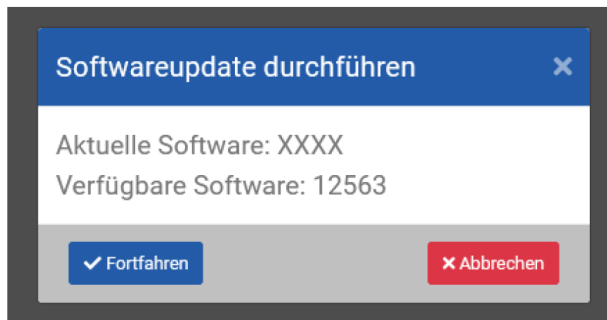 Softwareupdate durchführen
Aktuelle Software: XXXX
Verfügbare Software: 12563
Fortfahren
Abbrechen